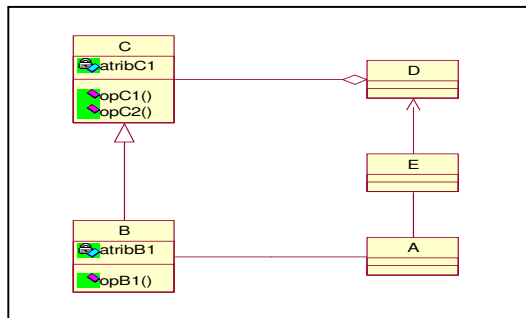 C
atribC1
opC1()
opC2()
D
E
B
atribB1
opB1()
A